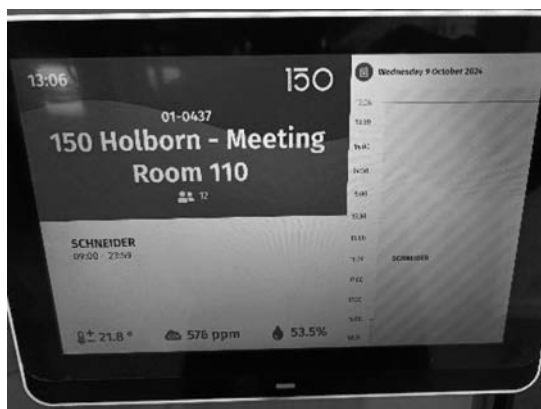 13:06
150
01-0437
150 Holborn - Meeting
Room 110
12
SCHNEIDER
09:00 - 23:59
21.8 °
576 ppm
53.5%
Wednesday 9 October 2024
SCHNEIDER